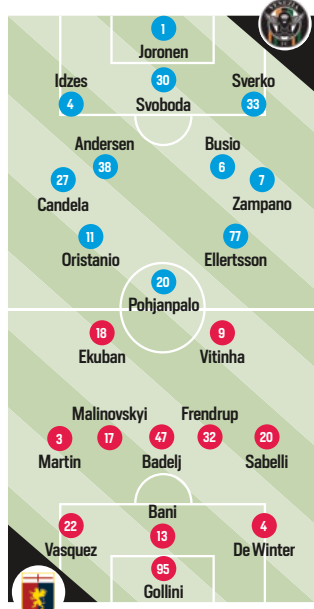 1
Joronen
Idzes
30
Sverko
4
Svoboda
33
Andersen
Busio
38
6
27
7
Candela
Zampano
11
77
Oristanio
Ellertsson
20
Pohjanpalo
18
9
Ekuban
Vitinha
Malinovskyi
Frendrup
3
17
47
32
20
Martin
Badelj
Sabelli
Bani
22
4
13
Vasquez
De Winter
95
Gollini